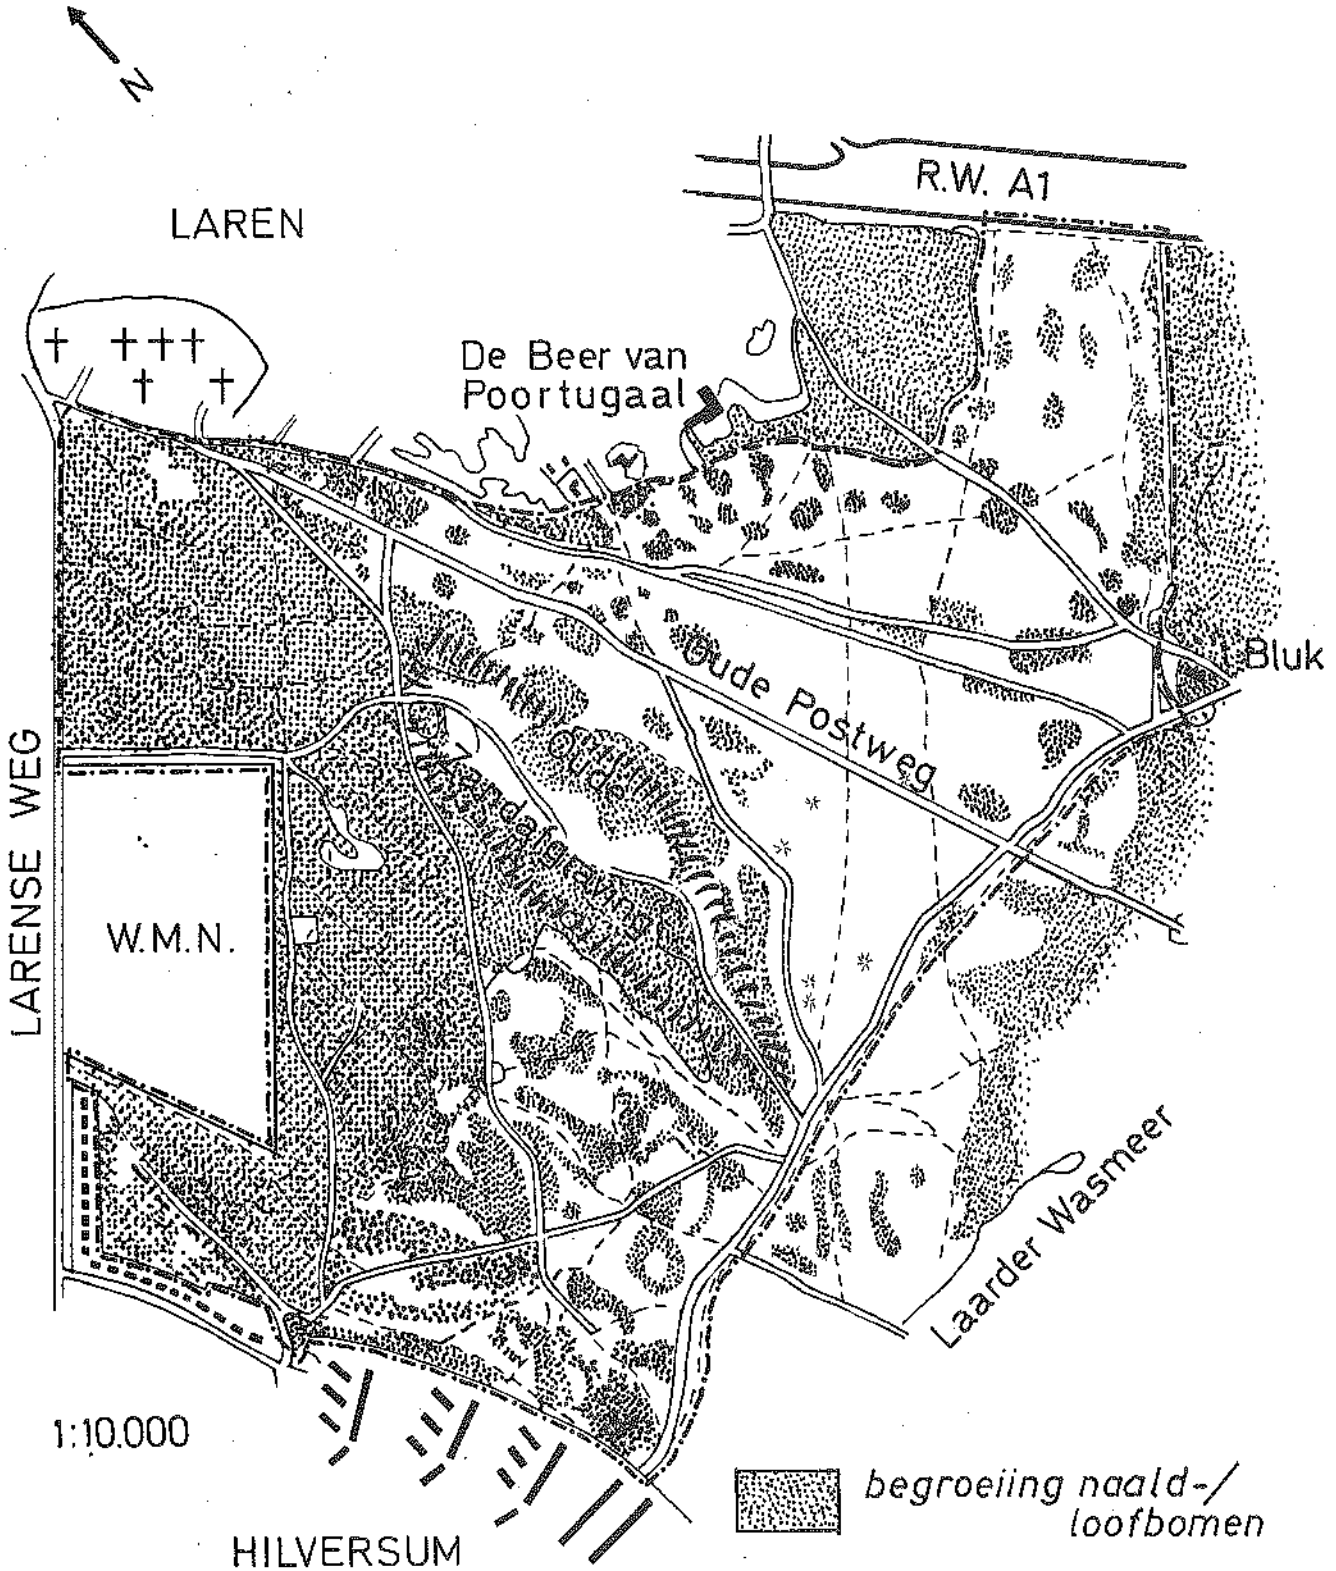 N
R.W. A1
LAREN
De Beer van
Poortugaal
Bluk
Oude Postweg
Oude
Zandafgraving
LARENSE WEG
W.M.N.
Laarder Wasmeer
1:10.000
begroeiing naald-/
loofbomen
HILVERSUM